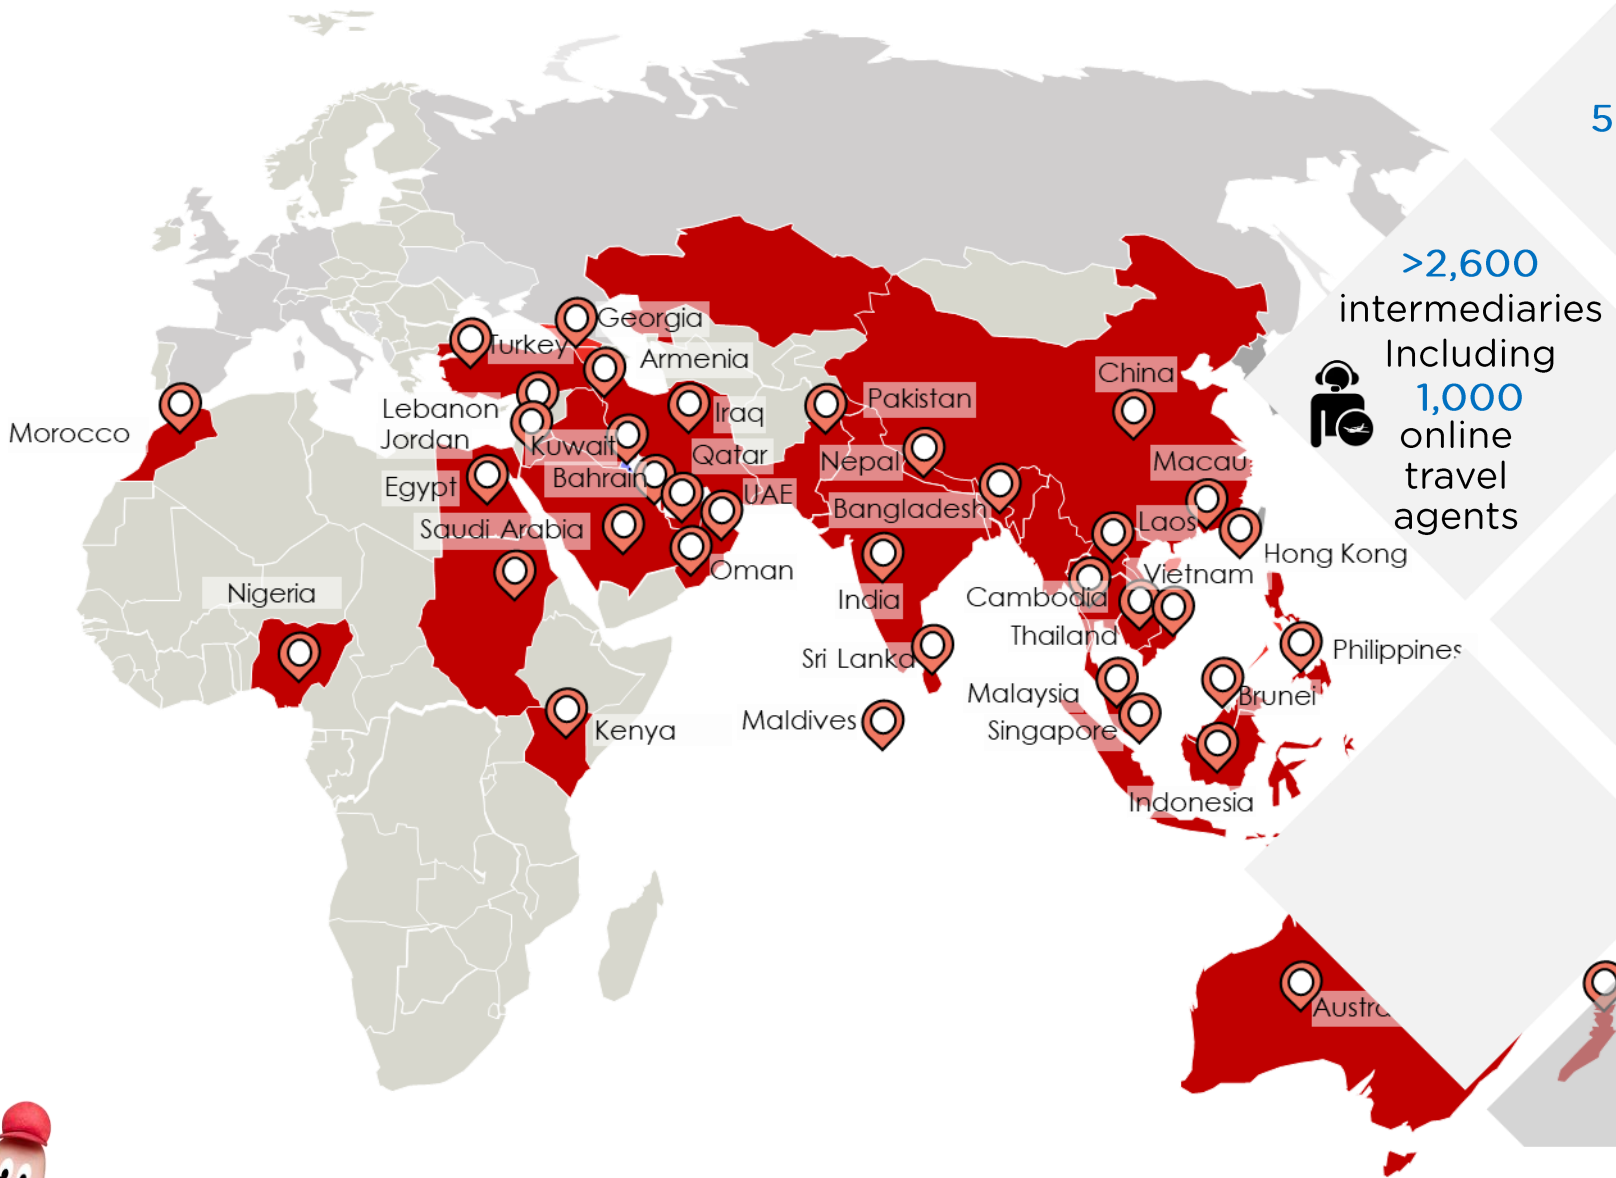 5
>2,600
intermediaries
Including
1,000
online
travel
agents
Georgia
Turkey
Armenia
China
Lebanon
Pakistan
Iraq
Morocco
Jordan
Kuwait
Qatar
Nepal
Macau
Bahrain
Egypt
UAE
Bangladesh
Laos
Saudi Arabia
Hong Kong
Oman
Vietnam
Nigeria
India
Cambodia
Thailand
Philippines
Sri Lanka
Malaysia
Brunei
Maldives
Singapore
Kenya
Indonesia
Austra